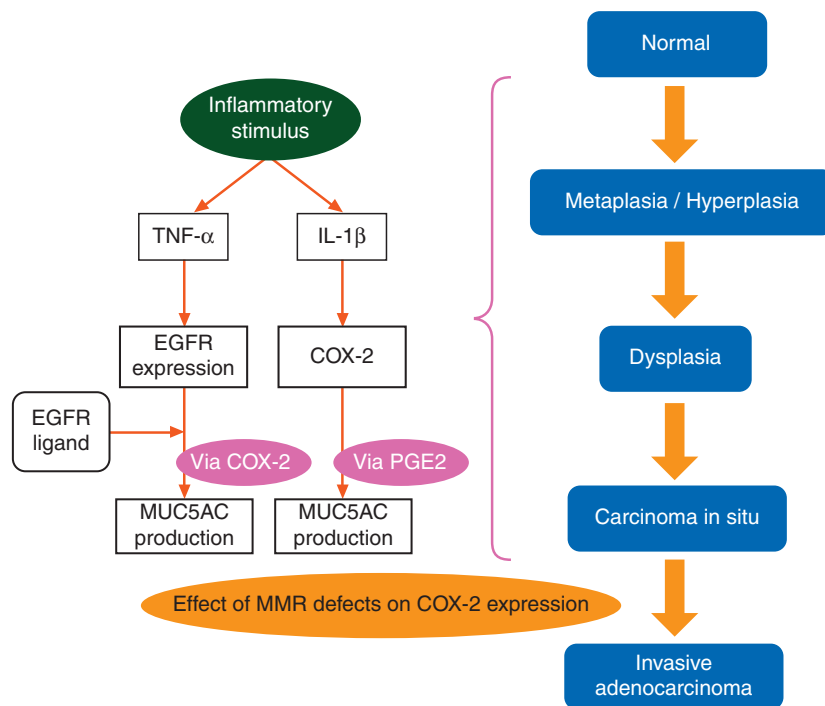 Inflammatory
stimulus
TNF-α
IL-1β
EGFR
expression
COX-2
EGFR
ligand
Via COX-2
Via PGE2
MUC5AC
production
MUC5AC
production
Effect of MMR defects on COX-2 expression
Normal
Metaplasia / Hyperplasia
Dysplasia
Carcinoma in situ
Invasive
adenocarcinoma